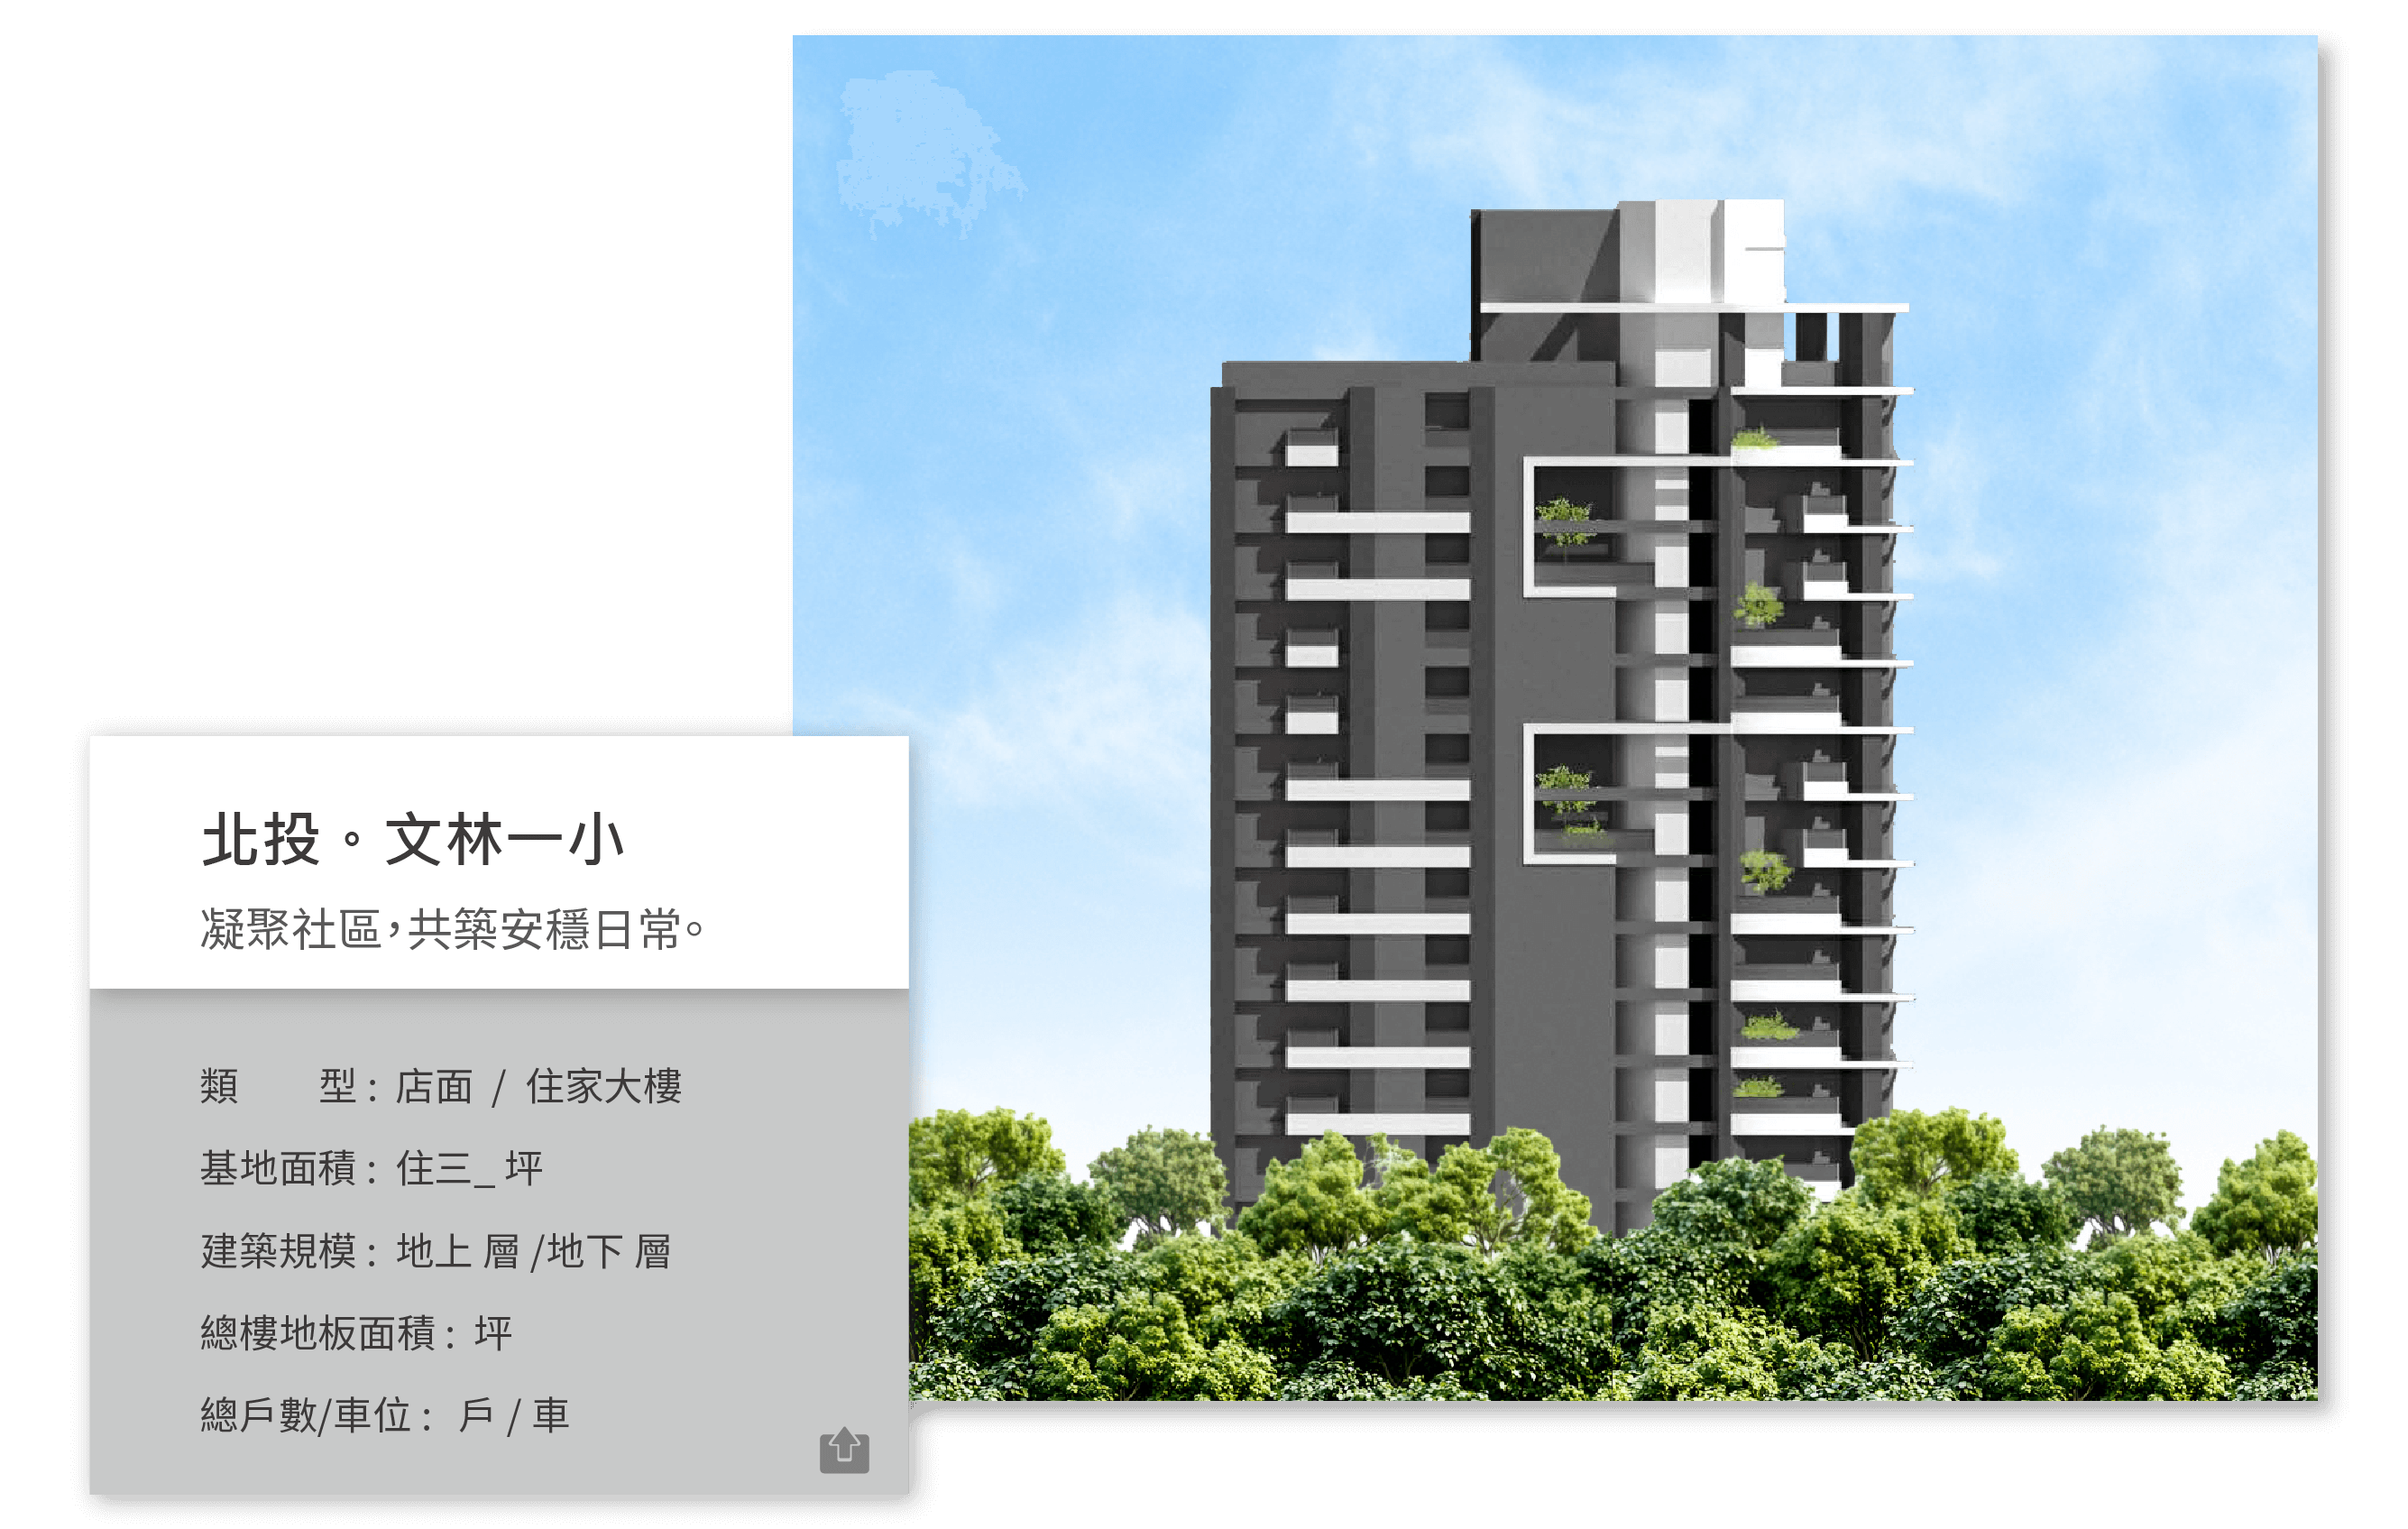 北投。文林一小
凝聚社區，共築安穩日常。
類　　型： 店面 / 住家大樓
基地面積： 住三_ 坪
建築規模： 地上 層 /地下 層
總樓地板面積： 坪
總戶數/車位： 戶 / 車